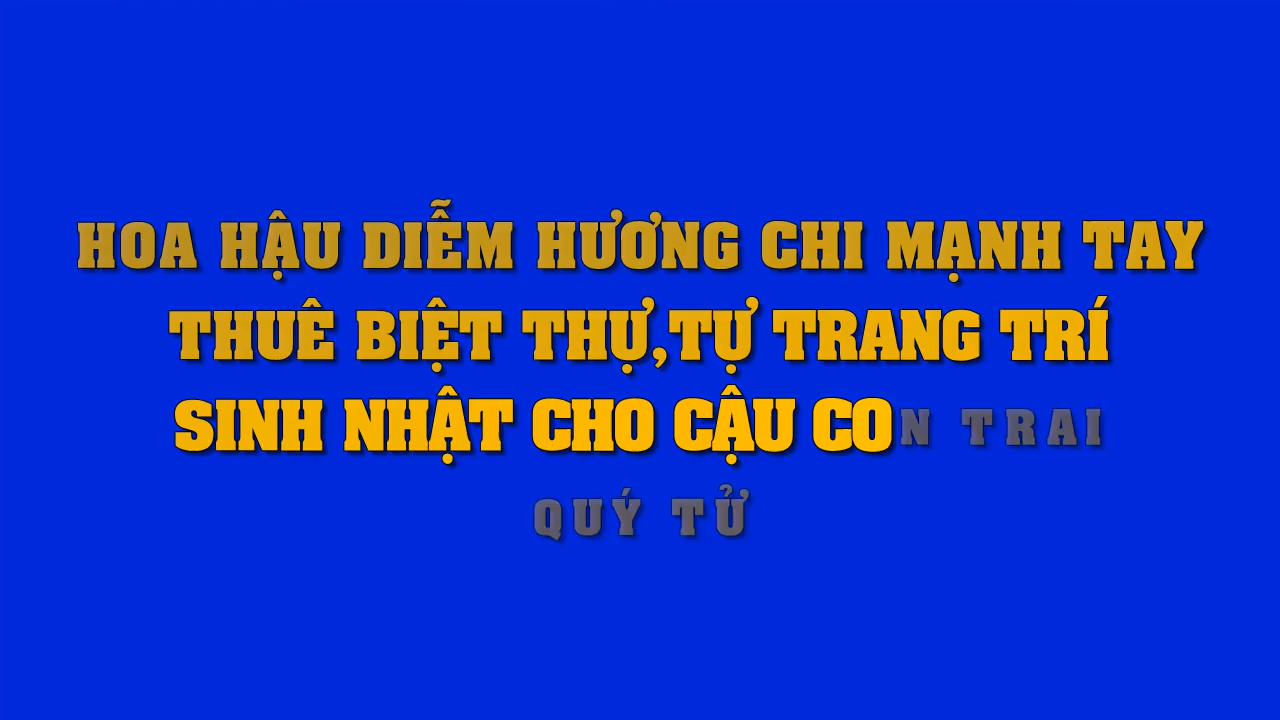 HOA HẬU DIỄM HƯƠNG CHI MẠNH TAY
THUÊ BIỆT THỰ,TỰ TRANG TRÍ
SINH NHẬT CHO CẬU CON TRAI
QUÝ TỬ